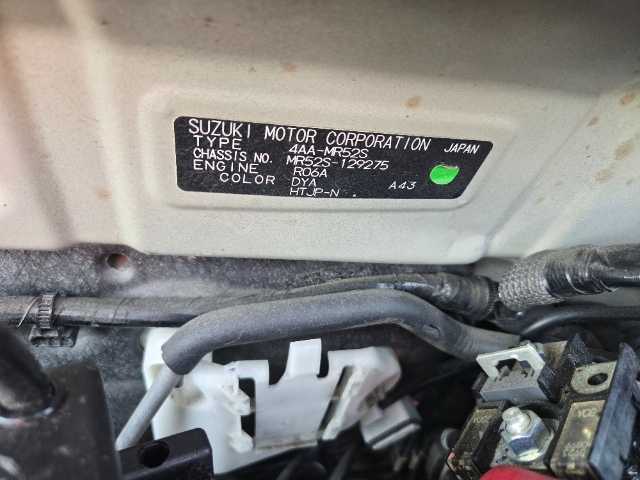 SUZUKI MOTOR CORPORATION JAPAN
TYPE 4AA-MR52S
CHASSIS NO. MR52S-129275
ENGINE R06A
COLOR DYA A43
HTJP-N